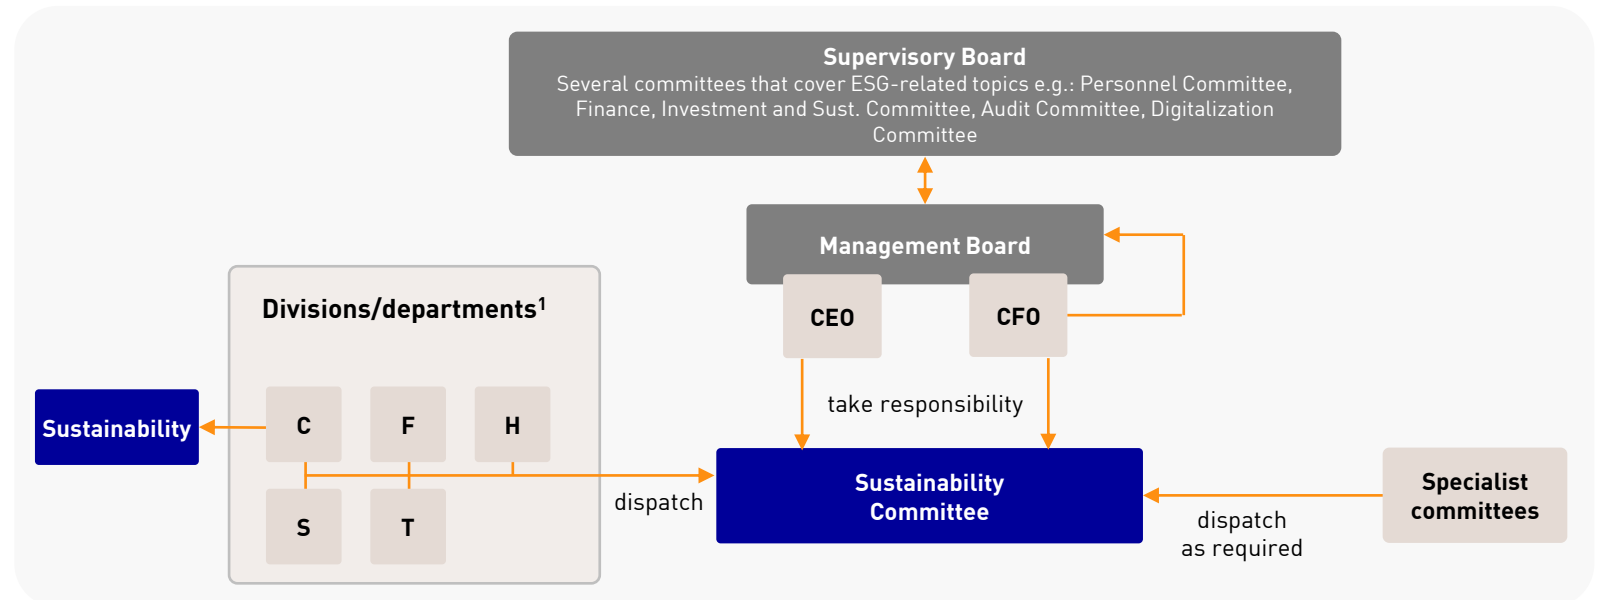 Supervisory Board
Several committees that cover ESG-related topics e.g.: Personnel Committee,
Finance, Investment and Sust. Committee, Audit Committee, Digitalization
Committee
Management Board
CEO
CFO
Divisions/departments¹
C
F
H
S
T
Sustainability
take responsibility
dispatch
Sustainability
Committee
dispatch
as required
Specialist
committees